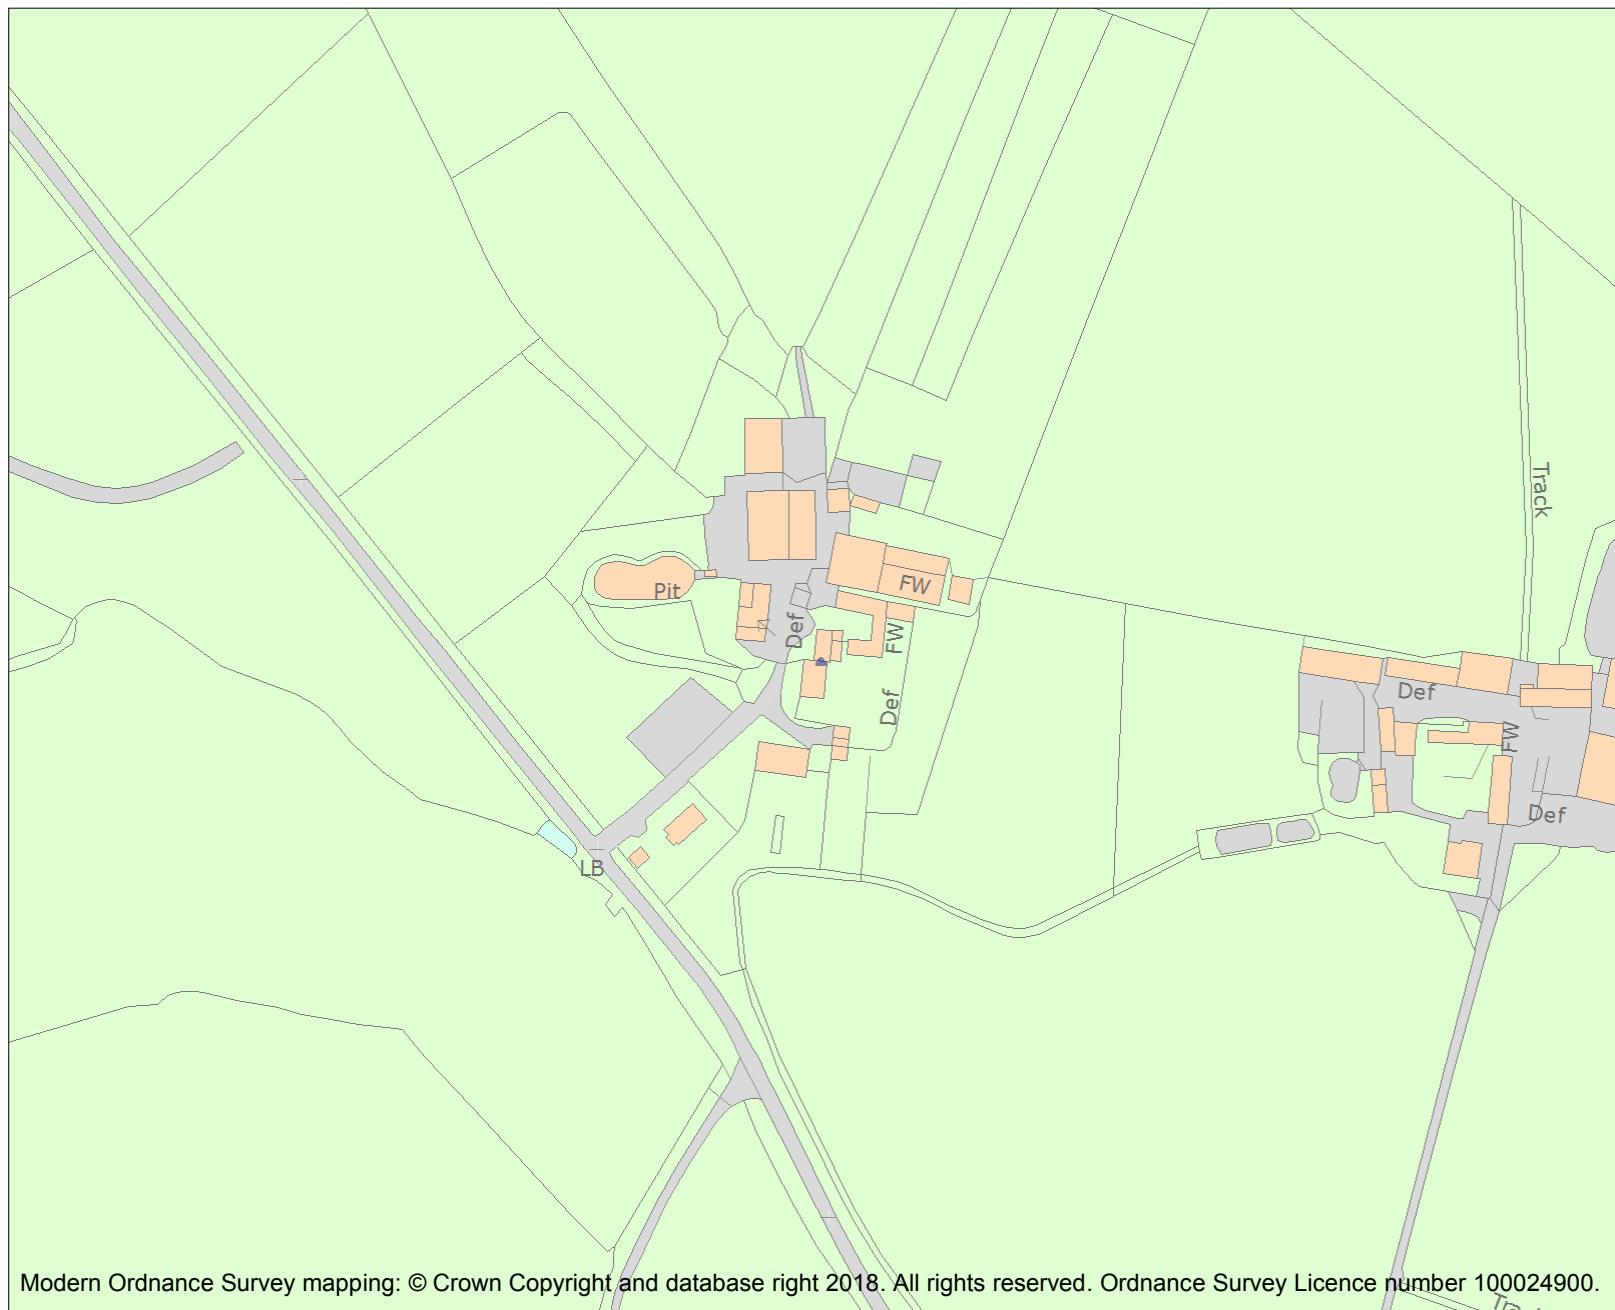 Track
Pit
FW
Def
FW
Def
Def
FW
Def
LB
Modern Ordnance Survey mapping: © Crown Copyright and database right 2018. All rights reserved. Ordnance Survey Licence number 100024900.